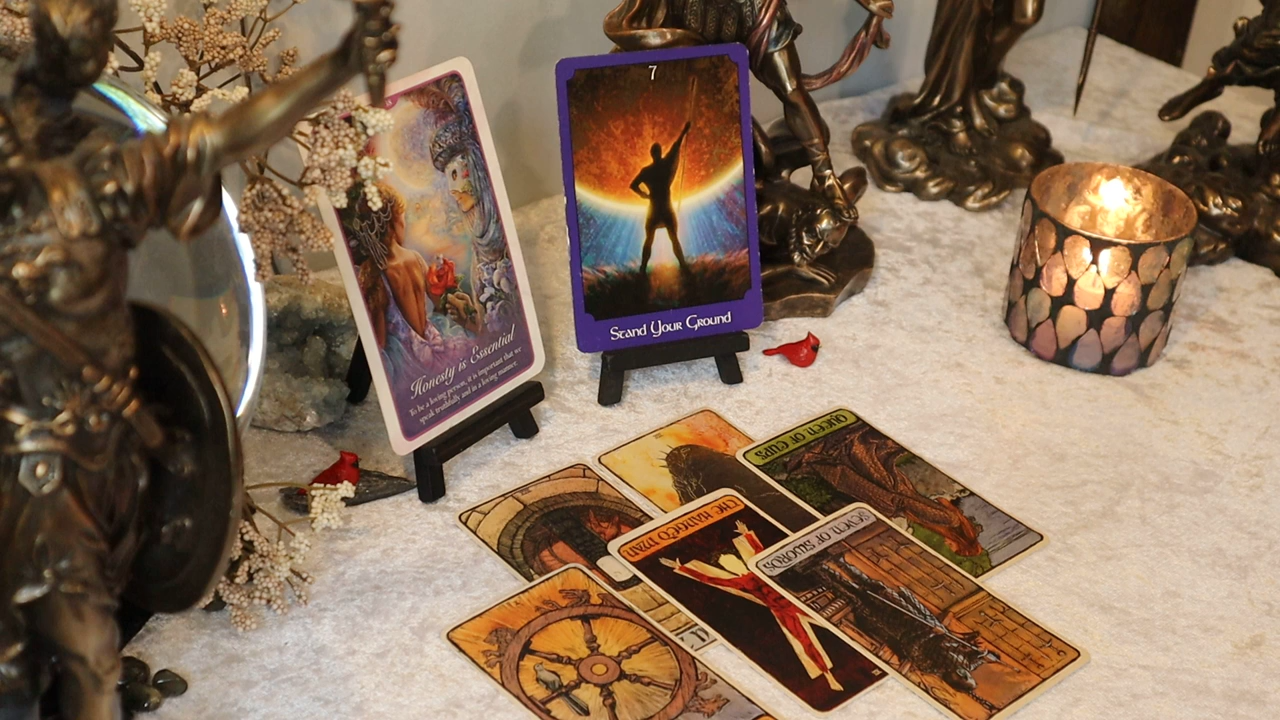 7
Stand Your Ground
Honesty is Essential
To be a loving person, it is important that we
speak truthfully and in a loving manner.
QUEEN OF CUPS
THE HANGED MAN
SEVEN OF SWORDS